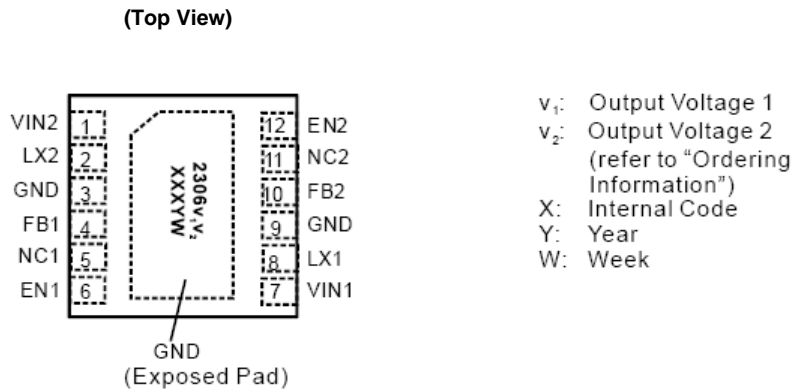 (Top View)
VIN2 1
LX2 2
GND 3
FB1 4
NC1 5
EN1 6
2306v₁v₂
XXXYW
12 EN2
11 NC2
10 FB2
9 GND
8 LX1
7 VIN1
GND
(Exposed Pad)
v₁: Output Voltage 1
v₂: Output Voltage 2
(refer to “Ordering
Information”)
X: Internal Code
Y: Year
W: Week